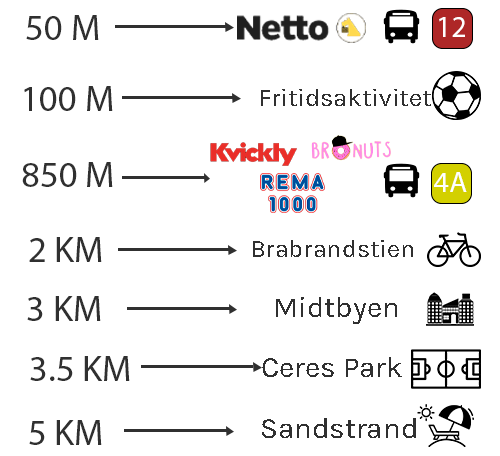 50 M Netto 12
100 M Fritidsaktivitet
Kvickly BRONUTS
850 M 4A
REMA
1000
2 KM Brabrandstien
3 KM Midtbyen
3.5 KM Ceres Park
5 KM Sandstrand